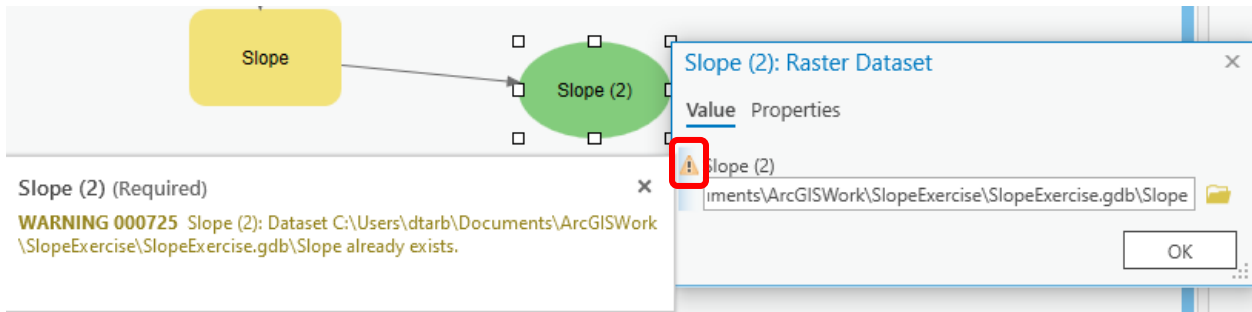 Slope
Slope (2)
Slope (2): Raster Dataset
Value Properties
Slope (2)
ıments\ArcGISWork\SlopeExercise\SlopeExercise.gdb\Slope
OK
Slope (2) (Required)
WARNING 000725 Slope (2): Dataset C:\Users\dtarb\Documents\ArcGISWork
\SlopeExercise\SlopeExercise.gdb\Slope already exists.